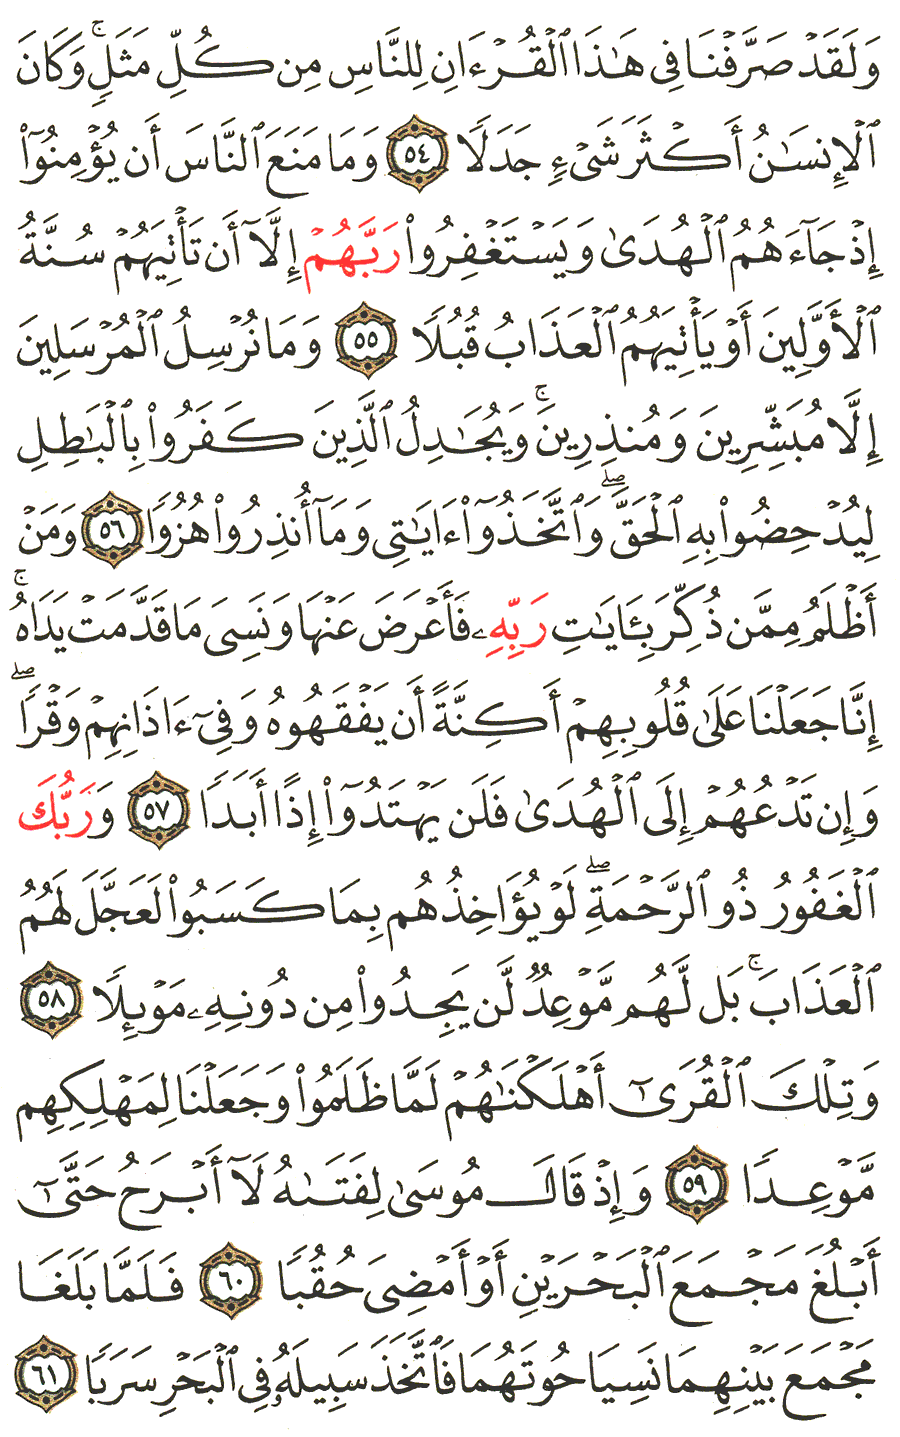 وَلَقَدۡ صَرَّفۡنَا فِي هَٰذَا ٱلۡقُرۡءَانِ لِلنَّاسِ مِن كُلِّ مَثَلٖۚ وَكَانَ
ٱلۡإِنسَٰنُ أَكۡثَرَ شَيۡءٖ جَدَلٗا ٥٤ وَمَا مَنَعَ ٱلنَّاسَ أَن يُؤۡمِنُوٓاْ
إِذۡ جَآءَهُمُ ٱلۡهُدَىٰ وَيَسۡتَغۡفِرُواْ رَبَّهُمۡ إِلَّآ أَن تَأۡتِيَهُمۡ سُنَّةُ
ٱلۡأَوَّلِينَ أَوۡ يَأۡتِيَهُمُ ٱلۡعَذَابُ قُبُلٗا ٥٥ وَمَا نُرۡسِلُ ٱلۡمُرۡسَلِينَ
إِلَّا مُبَشِّرِينَ وَمُنذِرِينَۚ وَيُجَٰدِلُ ٱلَّذِينَ كَفَرُواْ بِٱلۡبَٰطِلِ
لِيُدۡحِضُواْ بِهِ ٱلۡحَقَّۖ وَٱتَّخَذُوٓاْ ءَايَٰتِي وَمَآ أُنذِرُواْ هُزُوٗا ٥٦ وَمَنۡ
أَظۡلَمُ مِمَّن ذُكِّرَ بِـَٔايَٰتِ رَبِّهِۦ فَأَعۡرَضَ عَنۡهَا وَنَسِيَ مَا قَدَّمَتۡ يَدَاهُۚ
إِنَّا جَعَلۡنَا عَلَىٰ قُلُوبِهِمۡ أَكِنَّةً أَن يَفۡقَهُوهُ وَفِيٓ ءَاذَانِهِمۡ وَقۡرٗاۖ
وَإِن تَدۡعُهُمۡ إِلَى ٱلۡهُدَىٰ فَلَن يَهۡتَدُوٓاْ إِذًا أَبَدٗا ٥٧ وَرَبُّكَ
ٱلۡغَفُورُ ذُو ٱلرَّحۡمَةِۖ لَوۡ يُؤَاخِذُهُم بِمَا كَسَبُواْ لَعَجَّلَ لَهُمُ
ٱلۡعَذَابَۚ بَل لَّهُم مَّوۡعِدٞ لَّن يَجِدُواْ مِن دُونِهِۦ مَوۡئِلٗا ٥٨
وَتِلۡكَ ٱلۡقُرَىٰٓ أَهۡلَكۡنَٰهُمۡ لَمَّا ظَلَمُواْ وَجَعَلۡنَا لِمَهۡلِكِهِم
مَّوۡعِدٗا ٥٩ وَإِذۡ قَالَ مُوسَىٰ لِفَتَىٰهُ لَآ أَبۡرَحُ حَتَّىٰٓ
أَبۡلُغَ مَجۡمَعَ ٱلۡبَحۡرَيۡنِ أَوۡ أَمۡضِيَ حُقُبٗا ٦٠ فَلَمَّا بَلَغَا
مَجۡمَعَ بَيۡنِهِمَا نَسِيَا حُوتَهُمَا فَٱتَّخَذَ سَبِيلَهُۥ فِي ٱلۡبَحۡرِ سَرَبٗا ٦١